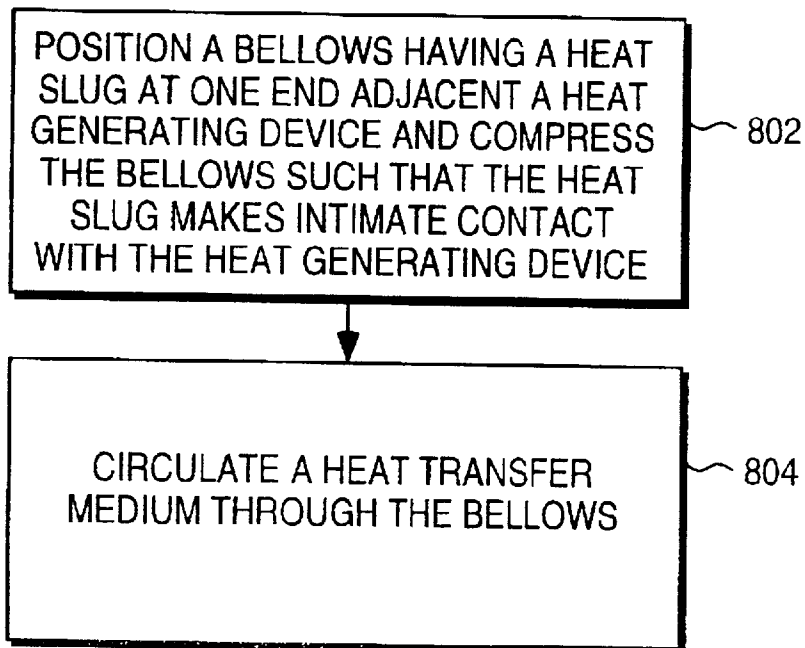 POSITION A BELLOWS HAVING A HEAT
SLUG AT ONE END ADJACENT A HEAT
GENERATING DEVICE AND COMPRESS
THE BELLOWS SUCH THAT THE HEAT
SLUG MAKES INTIMATE CONTACT
WITH THE HEAT GENERATING DEVICE
802
CIRCULATE A HEAT TRANSFER
MEDIUM THROUGH THE BELLOWS
804